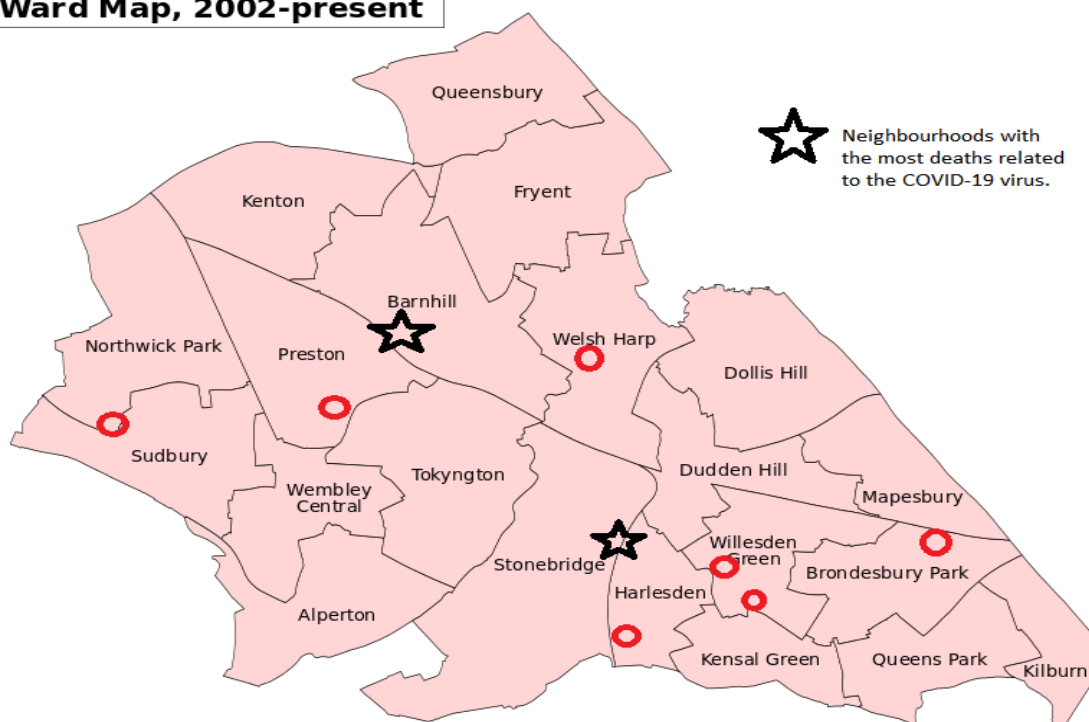 Ward Map, 2002-present
Queensbury
Neighbourhoods with
the most deaths related
to the COVID-19 virus.
Kenton
Fryent
Barnhill
Northwick Park
Preston
Welsh Harp
Dollis Hill
Sudbury
Wembley
Central
Tokyngton
Dudden Hill
Mapesbury
Stonebridge
Willesden
Green
Brondesbury Park
Harlesden
Alperton
Kensal Green
Queens Park
Kilburn